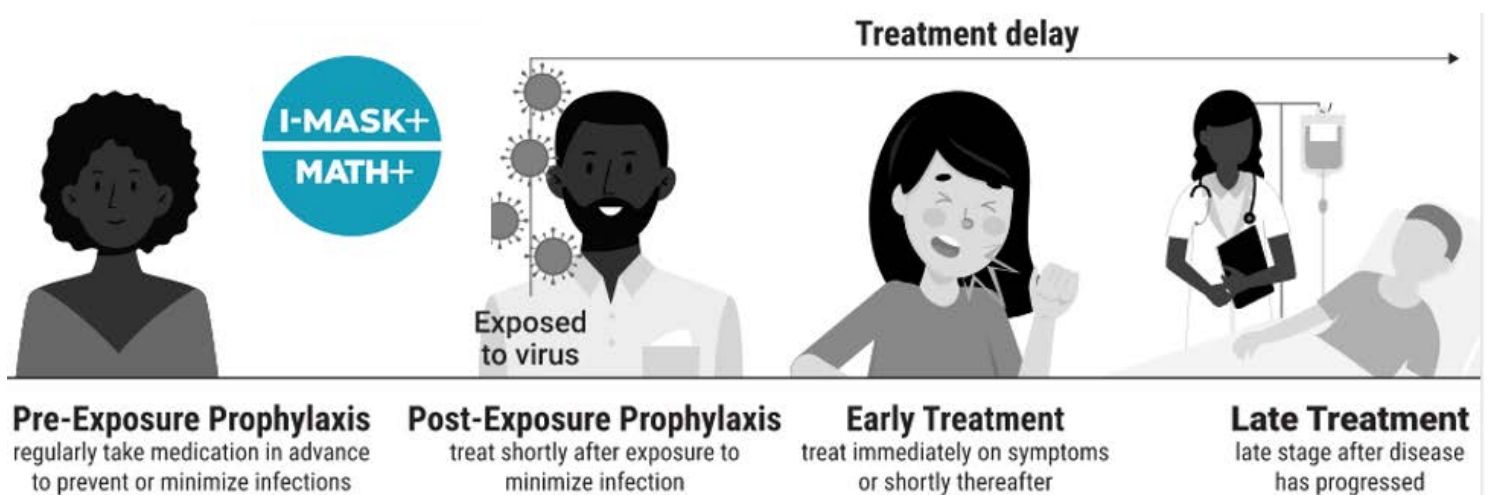 Treatment delay
I-MASK+
MATH+
Exposed
to virus
Pre-Exposure Prophylaxis
regularly take medication in advance
to prevent or minimize infections
Post-Exposure Prophylaxis
treat shortly after exposure to
minimize infection
Early Treatment
treat immediately on symptoms
or shortly thereafter
Late Treatment
late stage after disease
has progressed